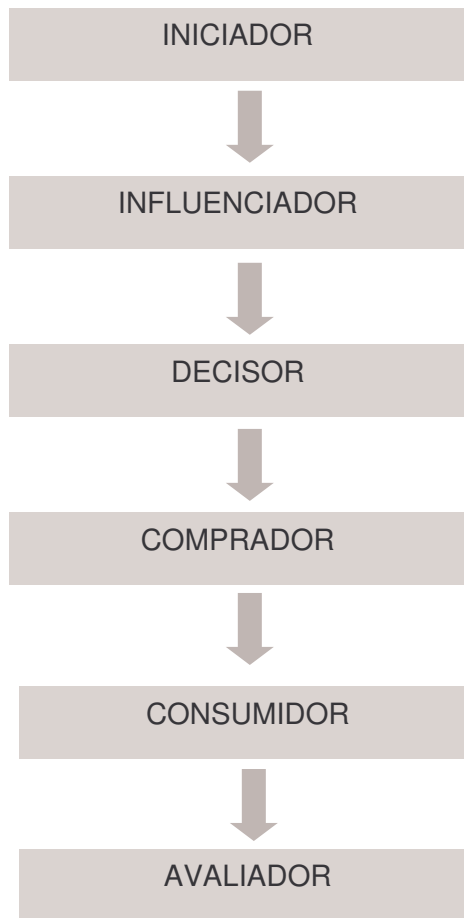 INICIADOR
INFLUENCIADOR
DECISOR
COMPRADOR
CONSUMIDOR
AVALIADOR